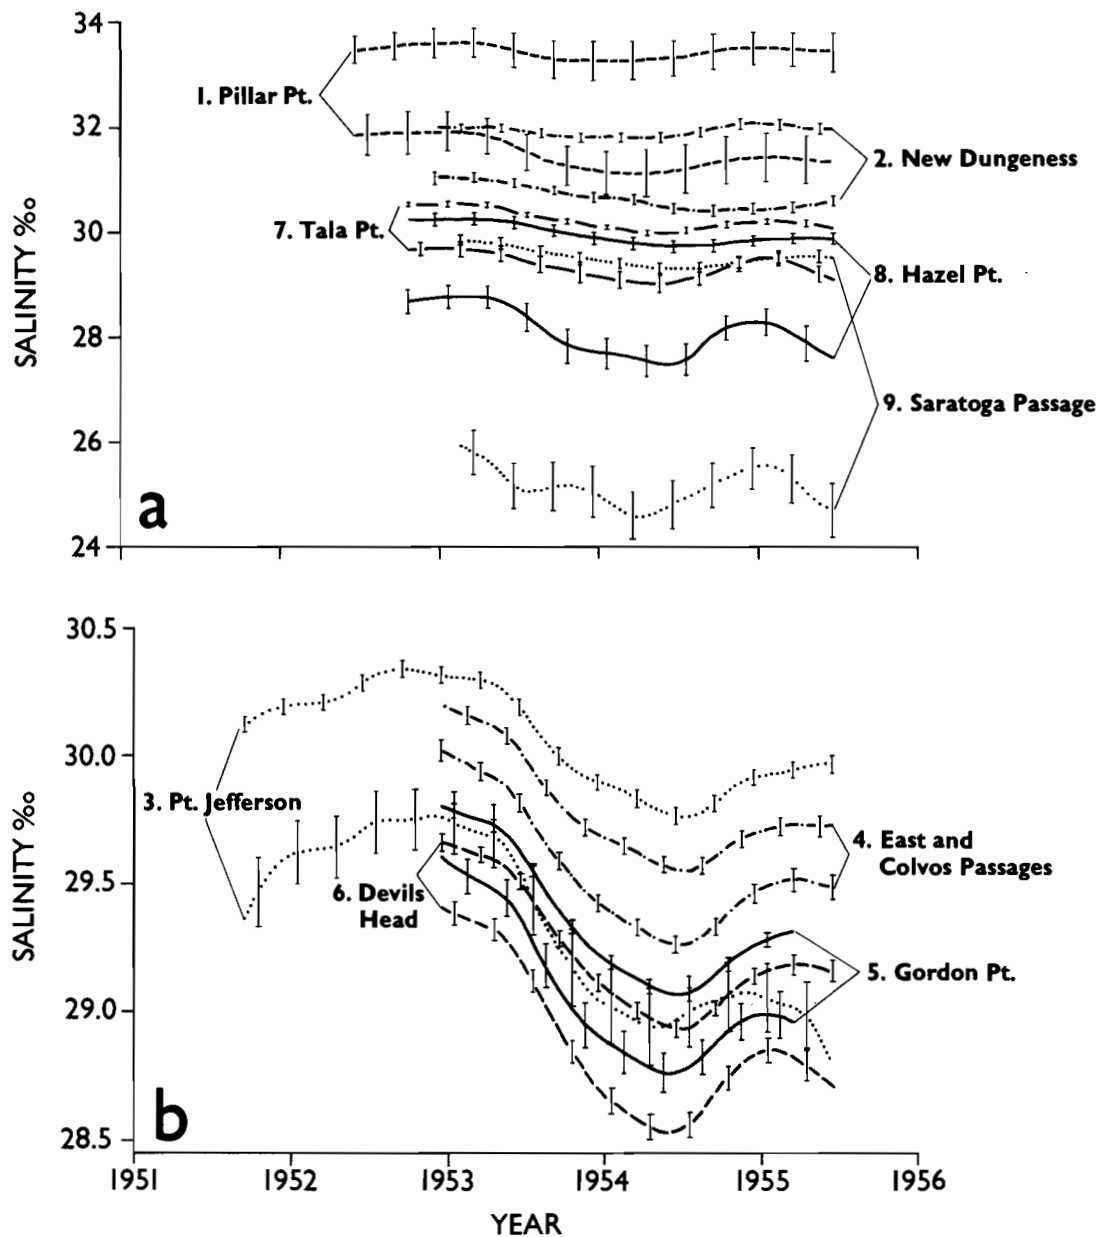 34
32
30
28
26
24
SALINITY ‰
1. Pillar Pt.
2. New Dungeness
7. Tala Pt.
8. Hazel Pt.
9. Saratoga Passage
a
30.5
30.0
29.5
29.0
28.5
SALINITY ‰
3. Pt. Jefferson
4. East and
Colvos Passages
6. Devils
Head
5. Gordon Pt.
b
1951
1952
1953
1954
1955
1956
YEAR